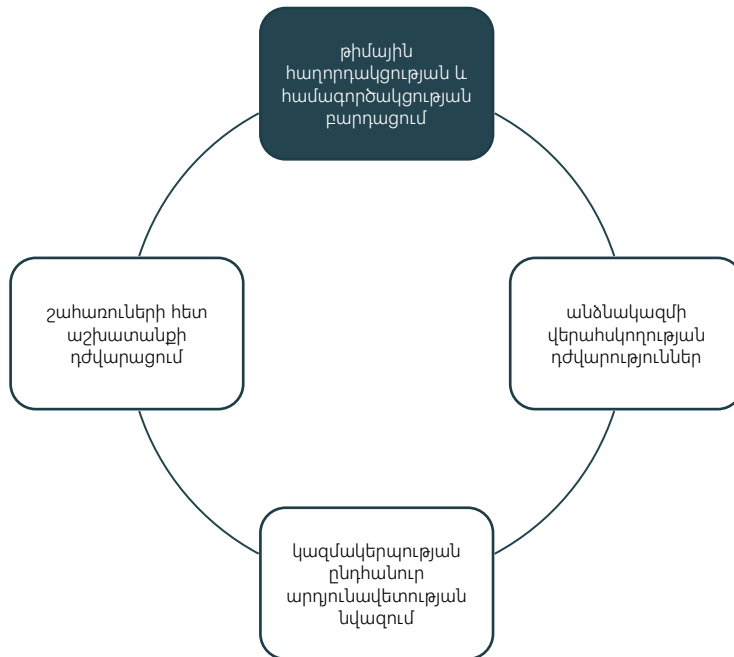 թիմային
հաղորդակցության և
համագործակցության
բարդացում
շահառուների հետ
աշխատանքի
դժվարացում
անձնակազմի
վերահսկողության
դժվարություններ
կազմակերպության
ընդհանուր
արդյունավետության
նվազում